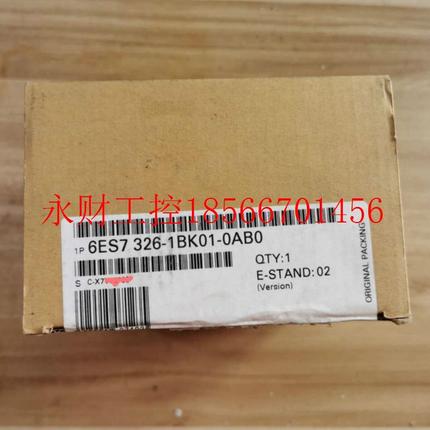 永财工控18566701456
1P 6ES7 326-1BK01-0AB0
QTY:1
E-STAND:02
(Version)
S C-X7
ORIGINAL PACKING